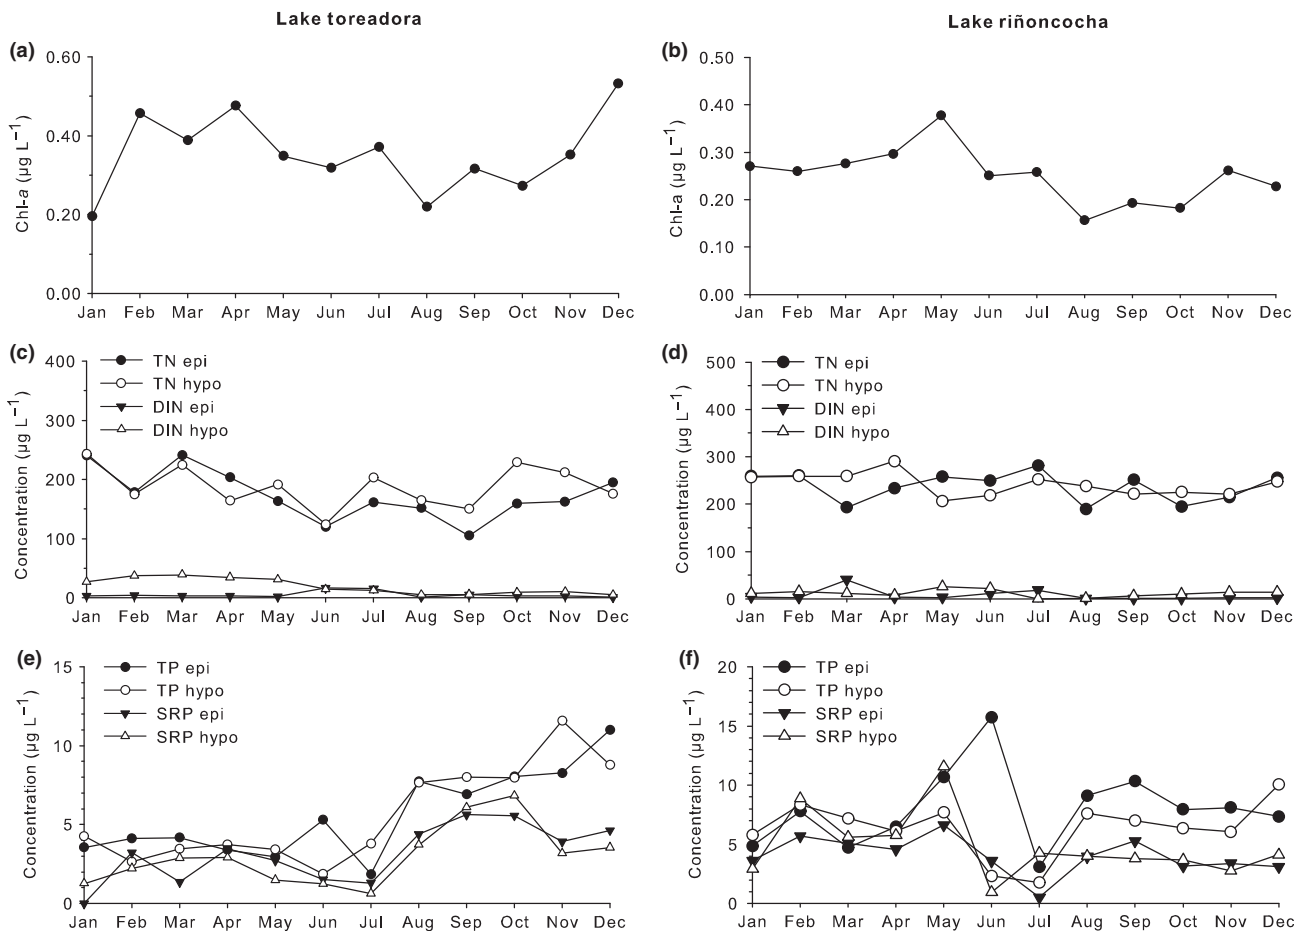 Lake toreadora
Lake riñoncocha
(a)
0.60
0.40
0.20
0.00
Chl-a (µg L⁻¹)
Jan Feb Mar Apr May Jun Jul Aug Sep Oct Nov Dec
(b)
0.50
0.40
0.30
0.20
0.10
0.00
Chl-a (µg L⁻¹)
Jan Feb Mar Apr May Jun Jul Aug Sep Oct Nov Dec
(c)
400
300
200
100
0
Concentration (µg L⁻¹)
TN epi
TN hypo
DIN epi
DIN hypo
Jan Feb Mar Apr May Jun Jul Aug Sep Oct Nov Dec
(d)
500
400
300
200
100
0
Concentration (µg L⁻¹)
TN epi
TN hypo
DIN epi
DIN hypo
Jan Feb Mar Apr May Jun Jul Aug Sep Oct Nov Dec
(e)
15
10
5
0
Concentration (µg L⁻¹)
TP epi
TP hypo
SRP epi
SRP hypo
Jan Feb Mar Apr May Jun Jul Aug Sep Oct Nov Dec
(f)
20
15
10
5
0
Concentration (µg L⁻¹)
TP epi
TP hypo
SRP epi
SRP hypo
Jan Feb Mar Apr May Jun Jul Aug Sep Oct Nov Dec